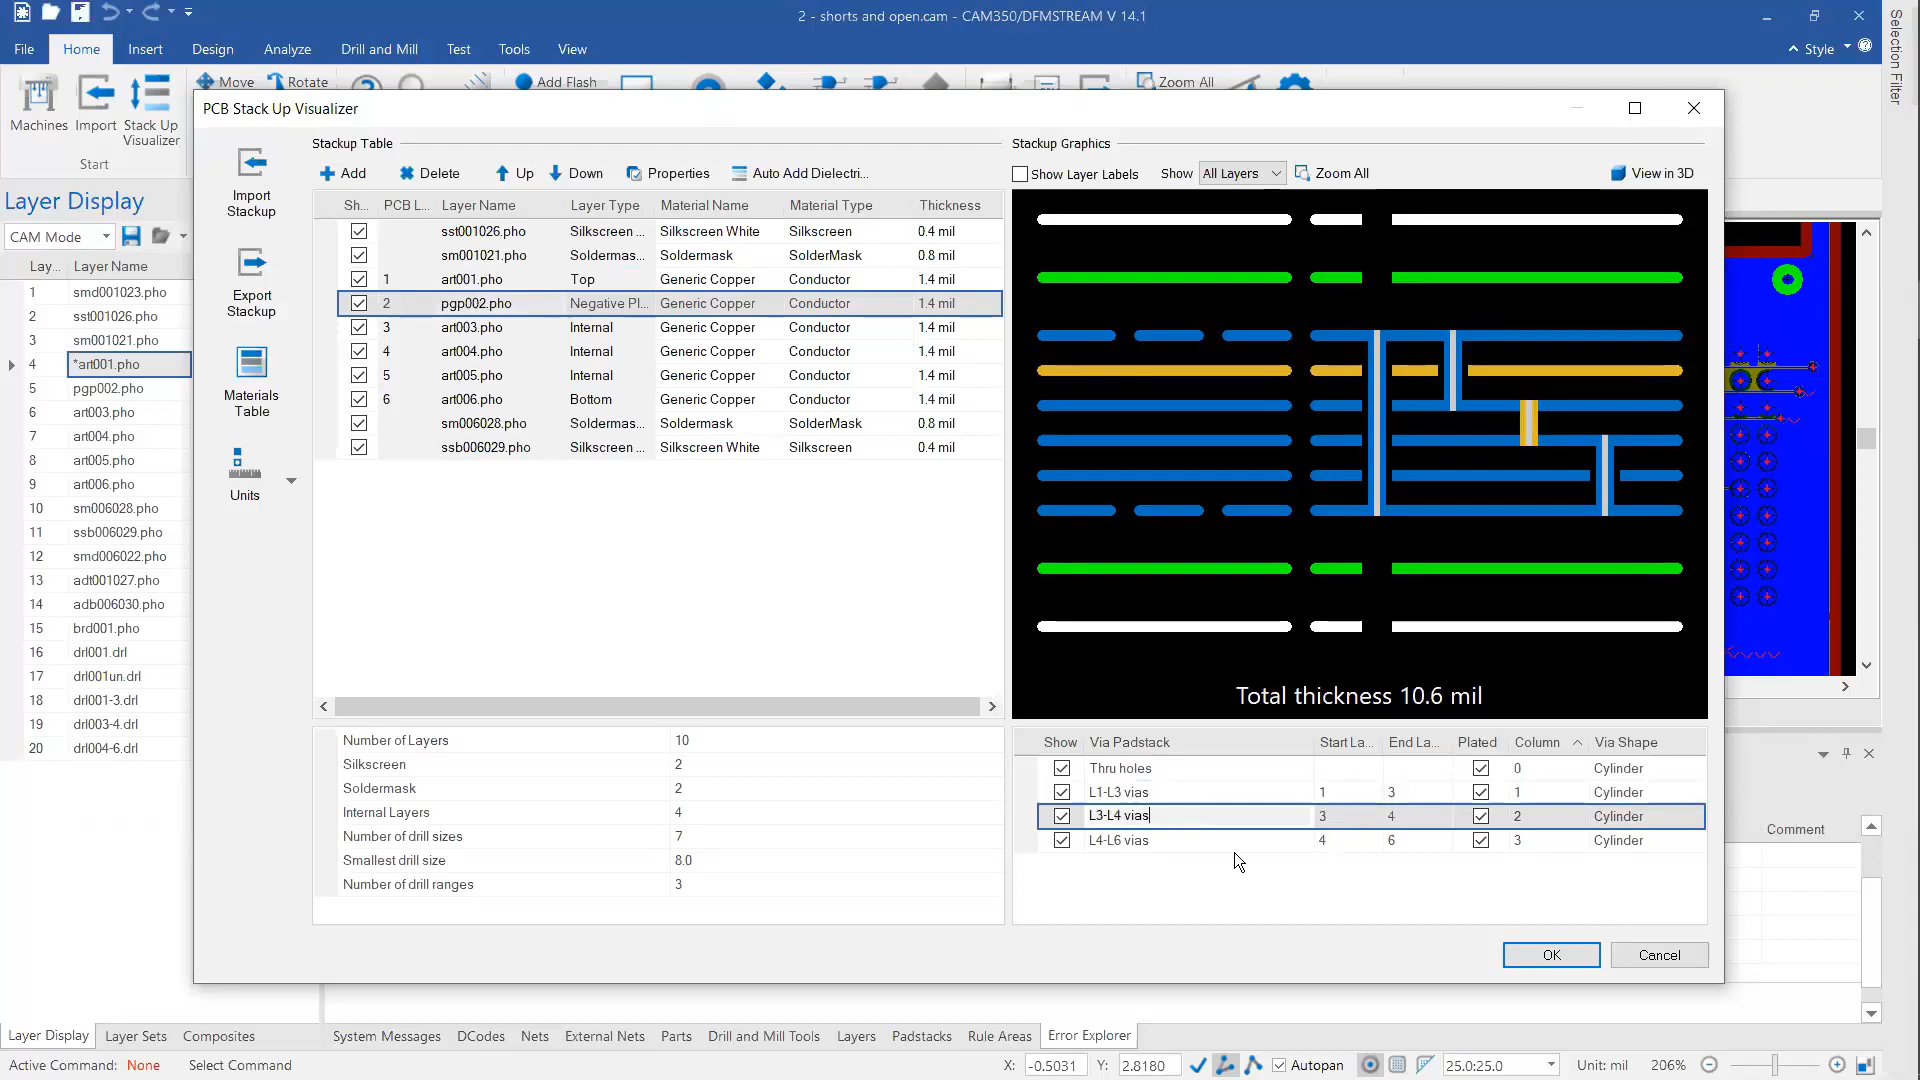 2 - shorts and open.cam - CAM350/DFMSTREAM V 14.1
File Home Insert Design Analyze Drill and Mill Test Tools View Style
Move Rotate Add Flash Zoom All
Machines Import Stack Up Visualizer
Start
Selection Filter
PCB Stack Up Visualizer
Import Stackup
Export Stackup
Materials Table
Units
Stackup Table
Add Delete Up Down Properties Auto Add Dielectri...
Sh... PCB L... Layer Name Layer Type Material Name Material Type Thickness
sst001026.pho Silkscreen ... Silkscreen White Silkscreen 0.4 mil
sm001021.pho Soldermas... Soldermask SolderMask 0.8 mil
1 art001.pho Top Generic Copper Conductor 1.4 mil
2 pgp002.pho Negative Pl... Generic Copper Conductor 1.4 mil
3 art003.pho Internal Generic Copper Conductor 1.4 mil
4 art004.pho Internal Generic Copper Conductor 1.4 mil
5 art005.pho Internal Generic Copper Conductor 1.4 mil
6 art006.pho Bottom Generic Copper Conductor 1.4 mil
sm006028.pho Soldermas... Soldermask SolderMask 0.8 mil
ssb006029.pho Silkscreen ... Silkscreen White Silkscreen 0.4 mil
Number of Layers 10
Silkscreen 2
Soldermask 2
Internal Layers 4
Number of drill sizes 7
Smallest drill size 8.0
Number of drill ranges 3
Stackup Graphics
Show Layer Labels Show All Layers Zoom All View in 3D
Total thickness 10.6 mil
Show Via Padstack Start La... End La... Plated Column Via Shape
Thru holes 0 Cylinder
L1-L3 vias 1 3 1 Cylinder
L3-L4 vias 3 4 2 Cylinder
L4-L6 vias 4 6 3 Cylinder
OK Cancel
Layer Display
CAM Mode
Lay... Layer Name
1 smd001023.pho
2 sst001026.pho
3 sm001021.pho
4 *art001.pho
5 pgp002.pho
6 art003.pho
7 art004.pho
8 art005.pho
9 art006.pho
10 sm006028.pho
11 ssb006029.pho
12 smd006022.pho
13 adt001027.pho
14 adb006030.pho
15 brd001.pho
16 drl001.drl
17 drl001un.drl
18 drl001-3.drl
19 drl003-4.drl
20 drl004-6.drl
Comment
Layer Display Layer Sets Composites System Messages DCodes Nets External Nets Parts Drill and Mill Tools Layers Padstacks Rule Areas Error Explorer
Active Command: None Select Command X: -0.5031 Y: 2.8180 Autopan 25.0:25.0 Unit: mil 206%